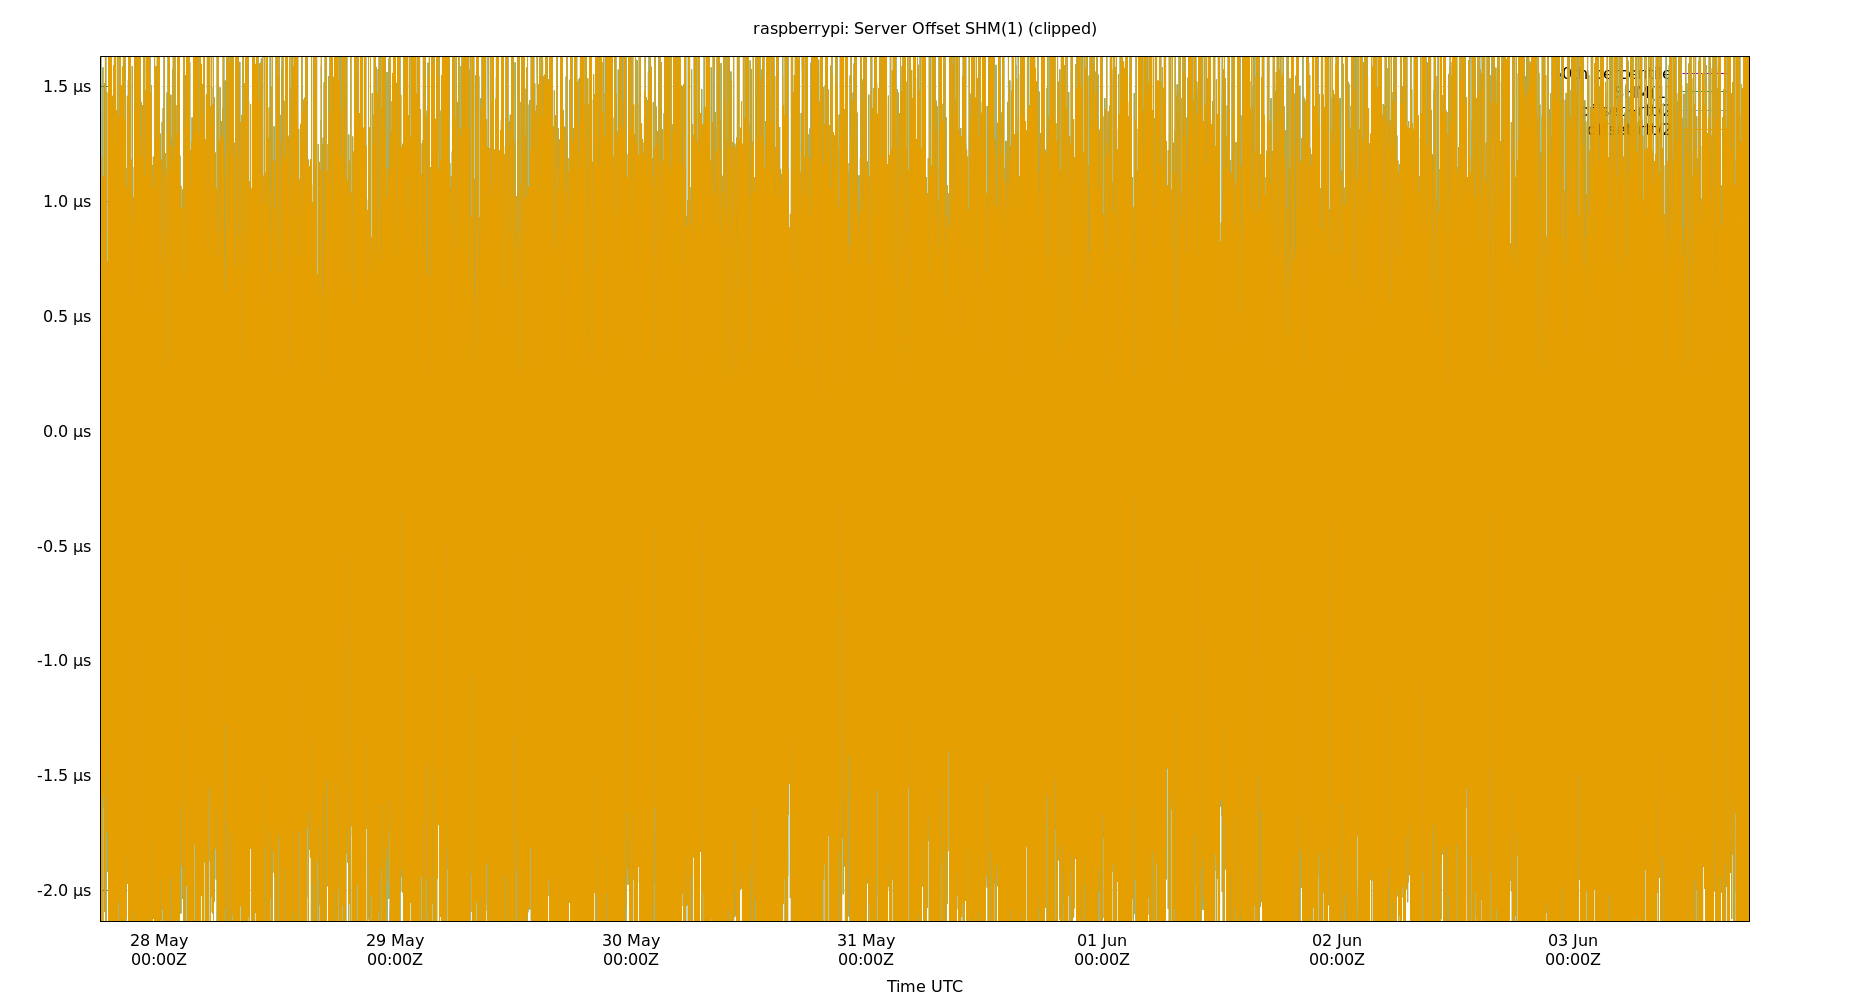 raspberrypi: Server Offset SHM(1) (clipped)
1.5 µs
1.0 µs
0.5 µs
0.0 µs
-0.5 µs
-1.0 µs
-1.5 µs
-2.0 µs
28 May 29 May 30 May 31 May 01 Jun 02 Jun 03 Jun
00:00Z 00:00Z 00:00Z 00:00Z 00:00Z 00:00Z 00:00Z
Time UTC